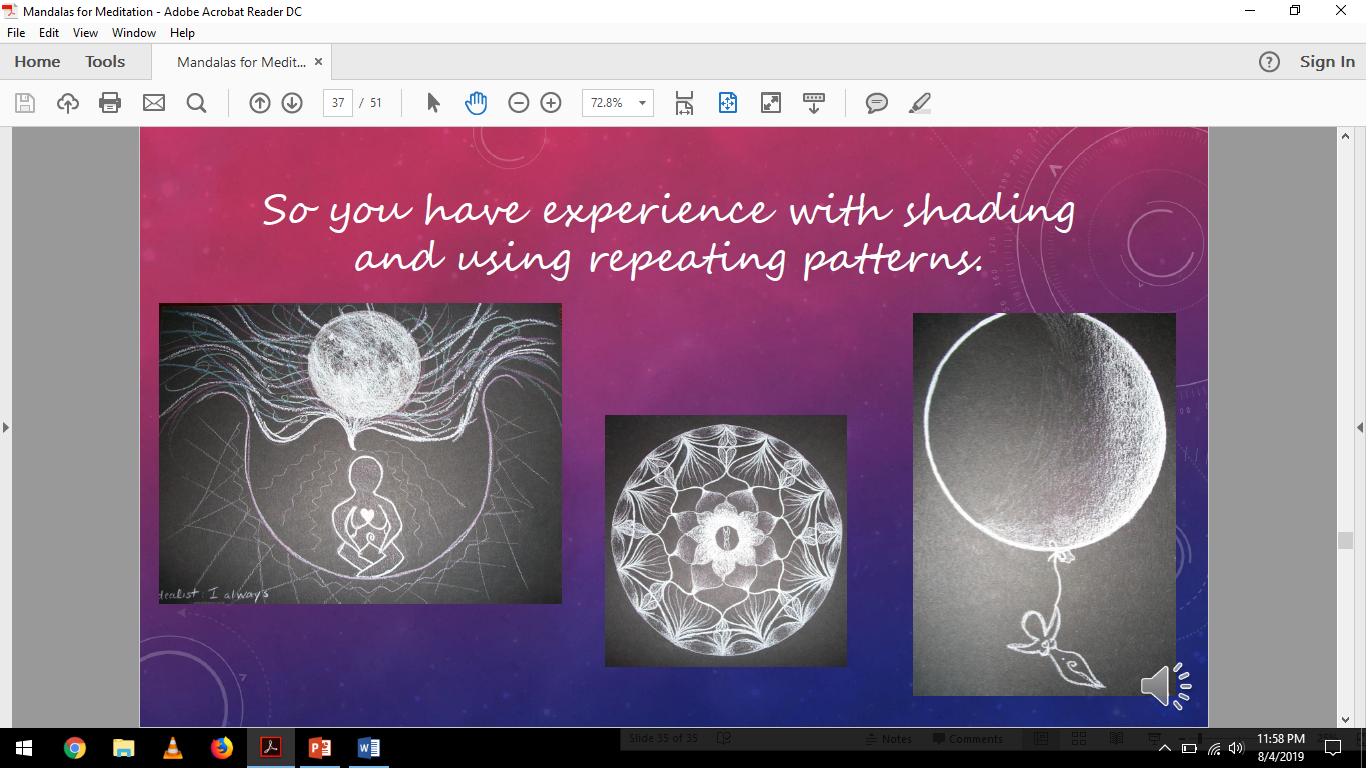 Mandalas for Meditation - Adobe Acrobat Reader DC
File Edit View Window Help
Home Tools Mandalas for Medit... × Sign In
37 / 51 72.8%
So you have experience with shading
and using repeating patterns.
dealist: I always
Slide 35 of 35 Notes Comments
11:58 PM
8/4/2019